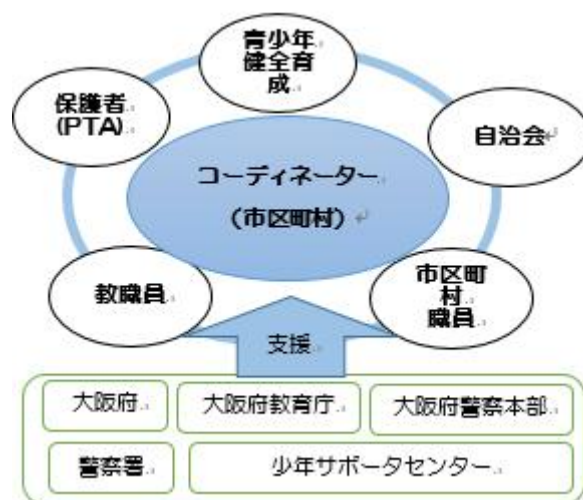 青少年
健全育
成
保護者
(PTA)
自治会
コーディネーター
（市区町村）
教職員
市区町
村
職員
支援
大阪府
大阪府教育庁
大阪府警察本部
警察署
少年サポータセンター